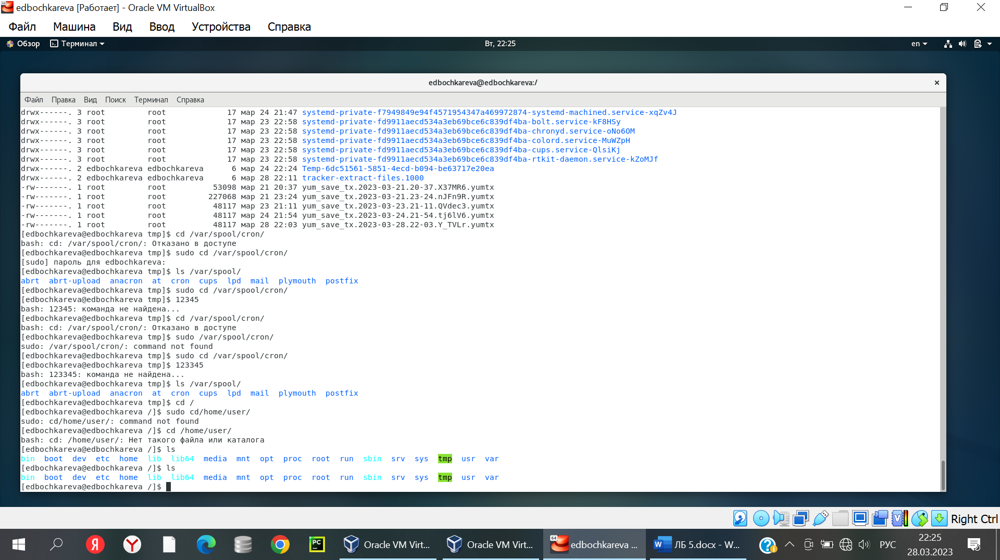 edbochkareva [Работает] - Oracle VM VirtualBox
Файл Машина Вид Ввод Устройства Справка
Обзор Терминал Вт, 22:25 en
edbochkareva@edbochkareva:/
Файл Правка Вид Поиск Терминал Справка
drwx------. 3 root         root             17 мар 24 21:47 systemd-private-f7949849e94f4571954347a469972874-systemd-machined.service-xqZv4J
drwx------. 3 root         root             17 мар 23 22:58 systemd-private-fd9911aecd534a3eb69bce6c839df4ba-bolt.service-kF8HSy
drwx------. 3 root         root             17 мар 23 22:58 systemd-private-fd9911aecd534a3eb69bce6c839df4ba-chronyd.service-oNo6OM
drwx------. 3 root         root             17 мар 23 22:58 systemd-private-fd9911aecd534a3eb69bce6c839df4ba-colord.service-MuWZpH
drwx------. 3 root         root             17 мар 23 22:58 systemd-private-fd9911aecd534a3eb69bce6c839df4ba-cups.service-QlsiKj
drwx------. 3 root         root             17 мар 23 22:58 systemd-private-fd9911aecd534a3eb69bce6c839df4ba-rtkit-daemon.service-kZoMJf
drwx------. 2 edbochkareva edbochkareva      6 мар 24 22:24 Temp-6dc51561-5851-4ecd-b094-be63717e20ea
drwx------. 2 edbochkareva edbochkareva      6 мар 28 22:11 tracker-extract-files.1000
-rw-------. 1 root         root          53098 мар 21 20:37 yum_save_tx.2023-03-21.20-37.X37MR6.yumtx
-rw-------. 1 root         root         227068 мар 21 23:24 yum_save_tx.2023-03-21.23-24.nJFn9R.yumtx
-rw-------. 1 root         root          48117 мар 23 21:11 yum_save_tx.2023-03-23.21-11.QVdec3.yumtx
-rw-------. 1 root         root          48117 мар 24 21:54 yum_save_tx.2023-03-24.21-54.tj6lV6.yumtx
-rw-------. 1 root         root          48117 мар 28 22:03 yum_save_tx.2023-03-28.22-03.Y_TVLr.yumtx
[edbochkareva@edbochkareva tmp]$ cd /var/spool/cron/
bash: cd: /var/spool/cron/: Отказано в доступе
[edbochkareva@edbochkareva tmp]$ sudo cd /var/spool/cron/
[sudo] пароль для edbochkareva:
[edbochkareva@edbochkareva tmp]$ ls /var/spool/
abrt  abrt-upload  anacron  at  cron  cups  lpd  mail  plymouth  postfix
[edbochkareva@edbochkareva tmp]$ sudo cd /var/spool/cron/
[edbochkareva@edbochkareva tmp]$ 12345
bash: 12345: команда не найдена...
[edbochkareva@edbochkareva tmp]$ cd /var/spool/cron/
bash: cd: /var/spool/cron/: Отказано в доступе
[edbochkareva@edbochkareva tmp]$ sudo /var/spool/cron/
sudo: /var/spool/cron/: command not found
[edbochkareva@edbochkareva tmp]$ sudo cd /var/spool/cron/
[edbochkareva@edbochkareva tmp]$ 123345
bash: 123345: команда не найдена...
[edbochkareva@edbochkareva tmp]$ ls /var/spool/
abrt  abrt-upload  anacron  at  cron  cups  lpd  mail  plymouth  postfix
[edbochkareva@edbochkareva tmp]$ cd /
[edbochkareva@edbochkareva /]$ sudo cd/home/user/
sudo: cd/home/user/: command not found
[edbochkareva@edbochkareva /]$ cd /home/user/
bash: cd: /home/user/: Нет такого файла или каталога
[edbochkareva@edbochkareva /]$ ls
bin  boot  dev  etc  home  lib  lib64  media  mnt  opt  proc  root  run  sbin  srv  sys  tmp  usr  var
[edbochkareva@edbochkareva /]$ ls
bin  boot  dev  etc  home  lib  lib64  media  mnt  opt  proc  root  run  sbin  srv  sys  tmp  usr  var
[edbochkareva@edbochkareva /]$
Right Ctrl
Oracle VM Virt... Oracle VM Virt... edbochkareva ... ЛБ 5.docx - W... РУС 22:25
28.03.2023